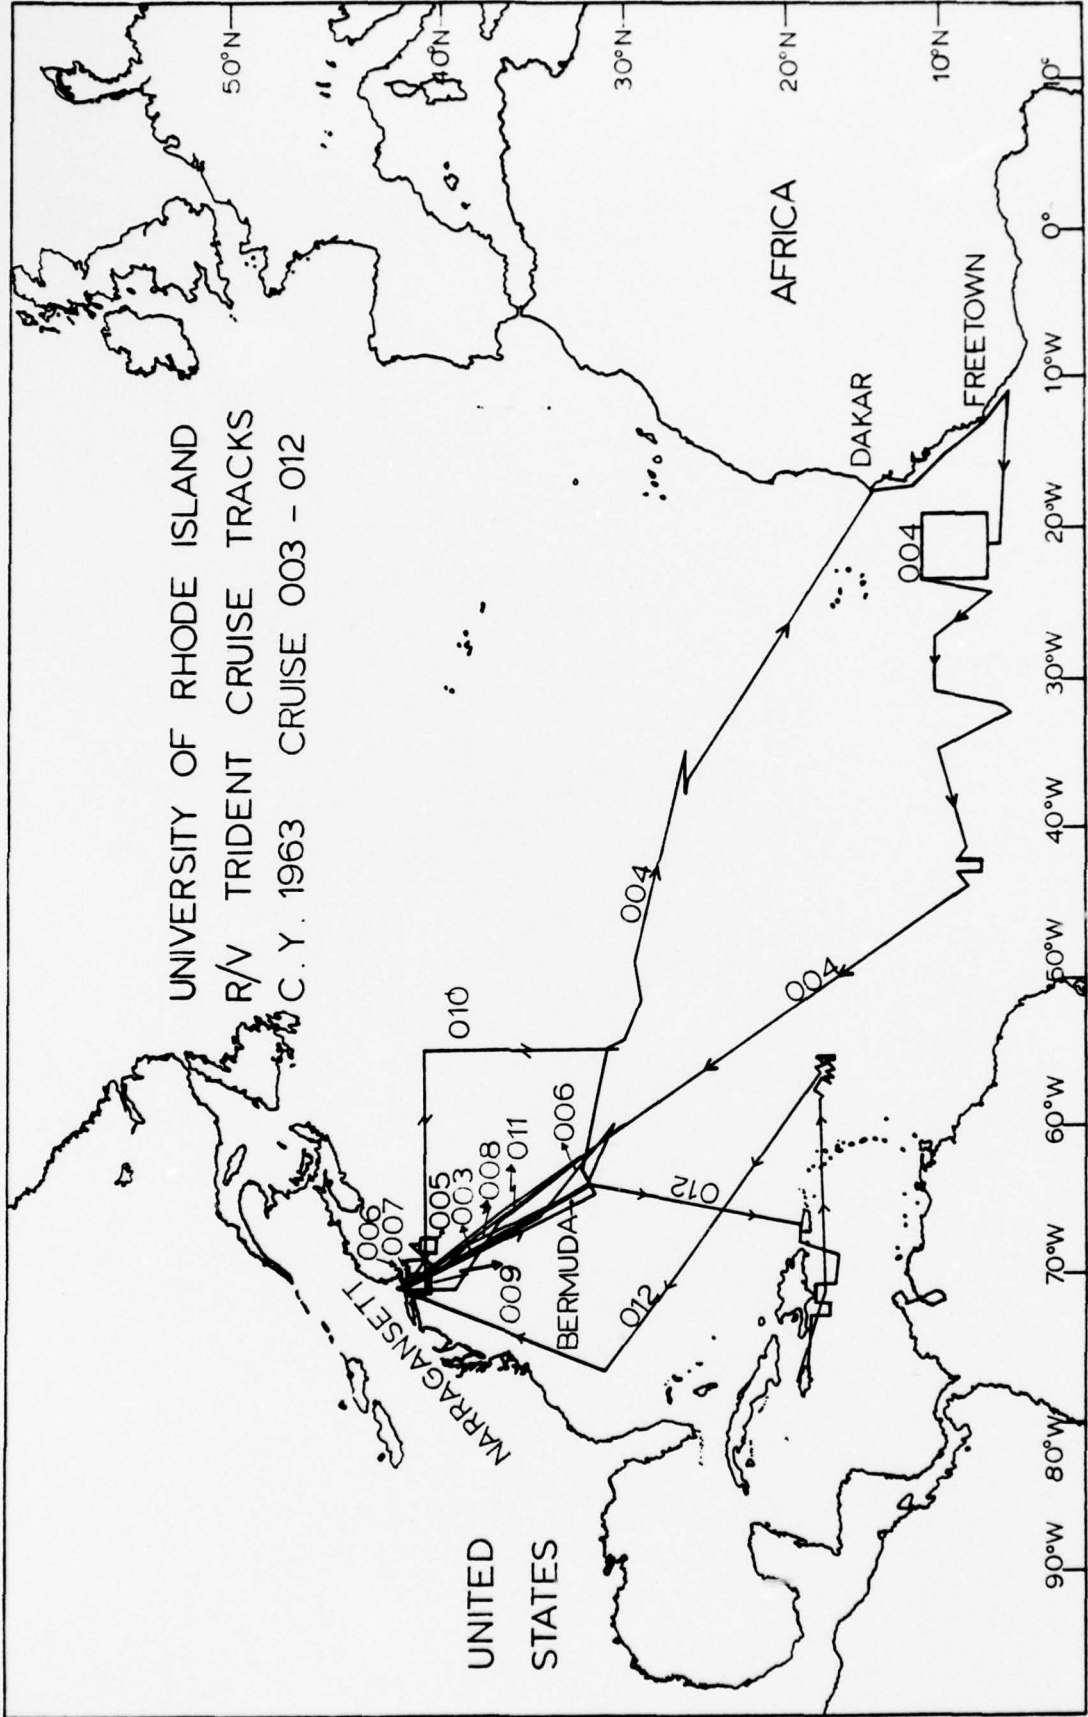 UNIVERSITY OF RHODE ISLAND
R/V TRIDENT CRUISE TRACKS
C.Y. 1963 CRUISE 003 - 012
50°N
40°N
30°N
20°N
10°N
UNITED
STATES
NARRAGANSETT
006
007
005
003
008
011
009
006
010
BERMUDA
004
004
004
012
012
AFRICA
DAKAR
FREETOWN
90°W
80°W
70°W
60°W
50°W
40°W
30°W
20°W
10°W
0°
10°